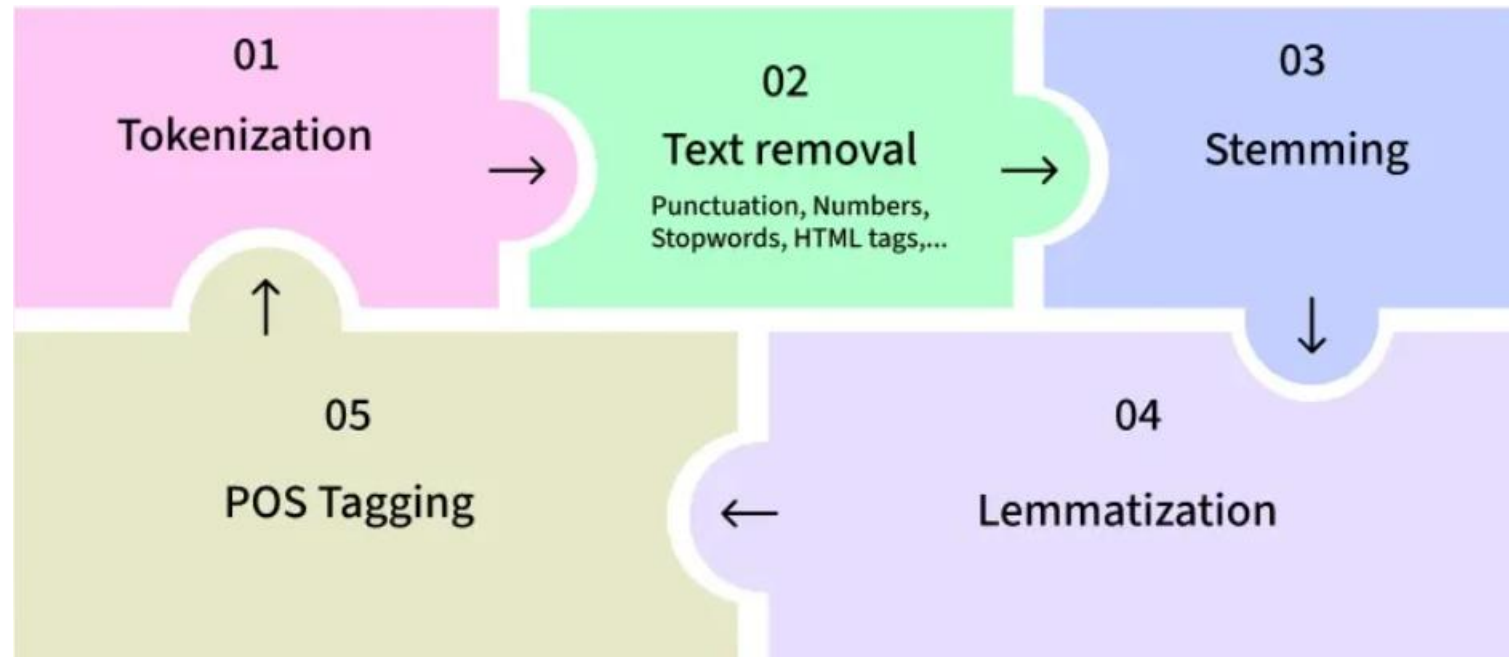 01
Tokenization
02
Text removal
Punctuation, Numbers,
Stopwords, HTML tags,...
03
Stemming
04
Lemmatization
05
POS Tagging